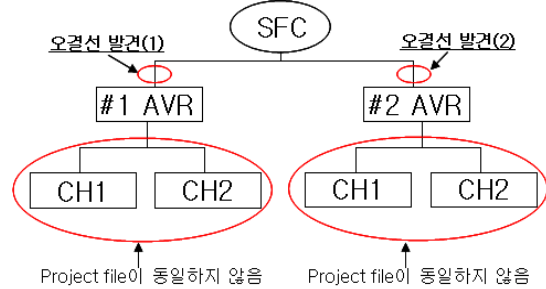 SFC
오결선 발견(1)
오결선 발견(2)
#1 AVR
#2 AVR
CH1
CH2
CH1
CH2
Project file이 동일하지 않음
Project file이 동일하지 않음